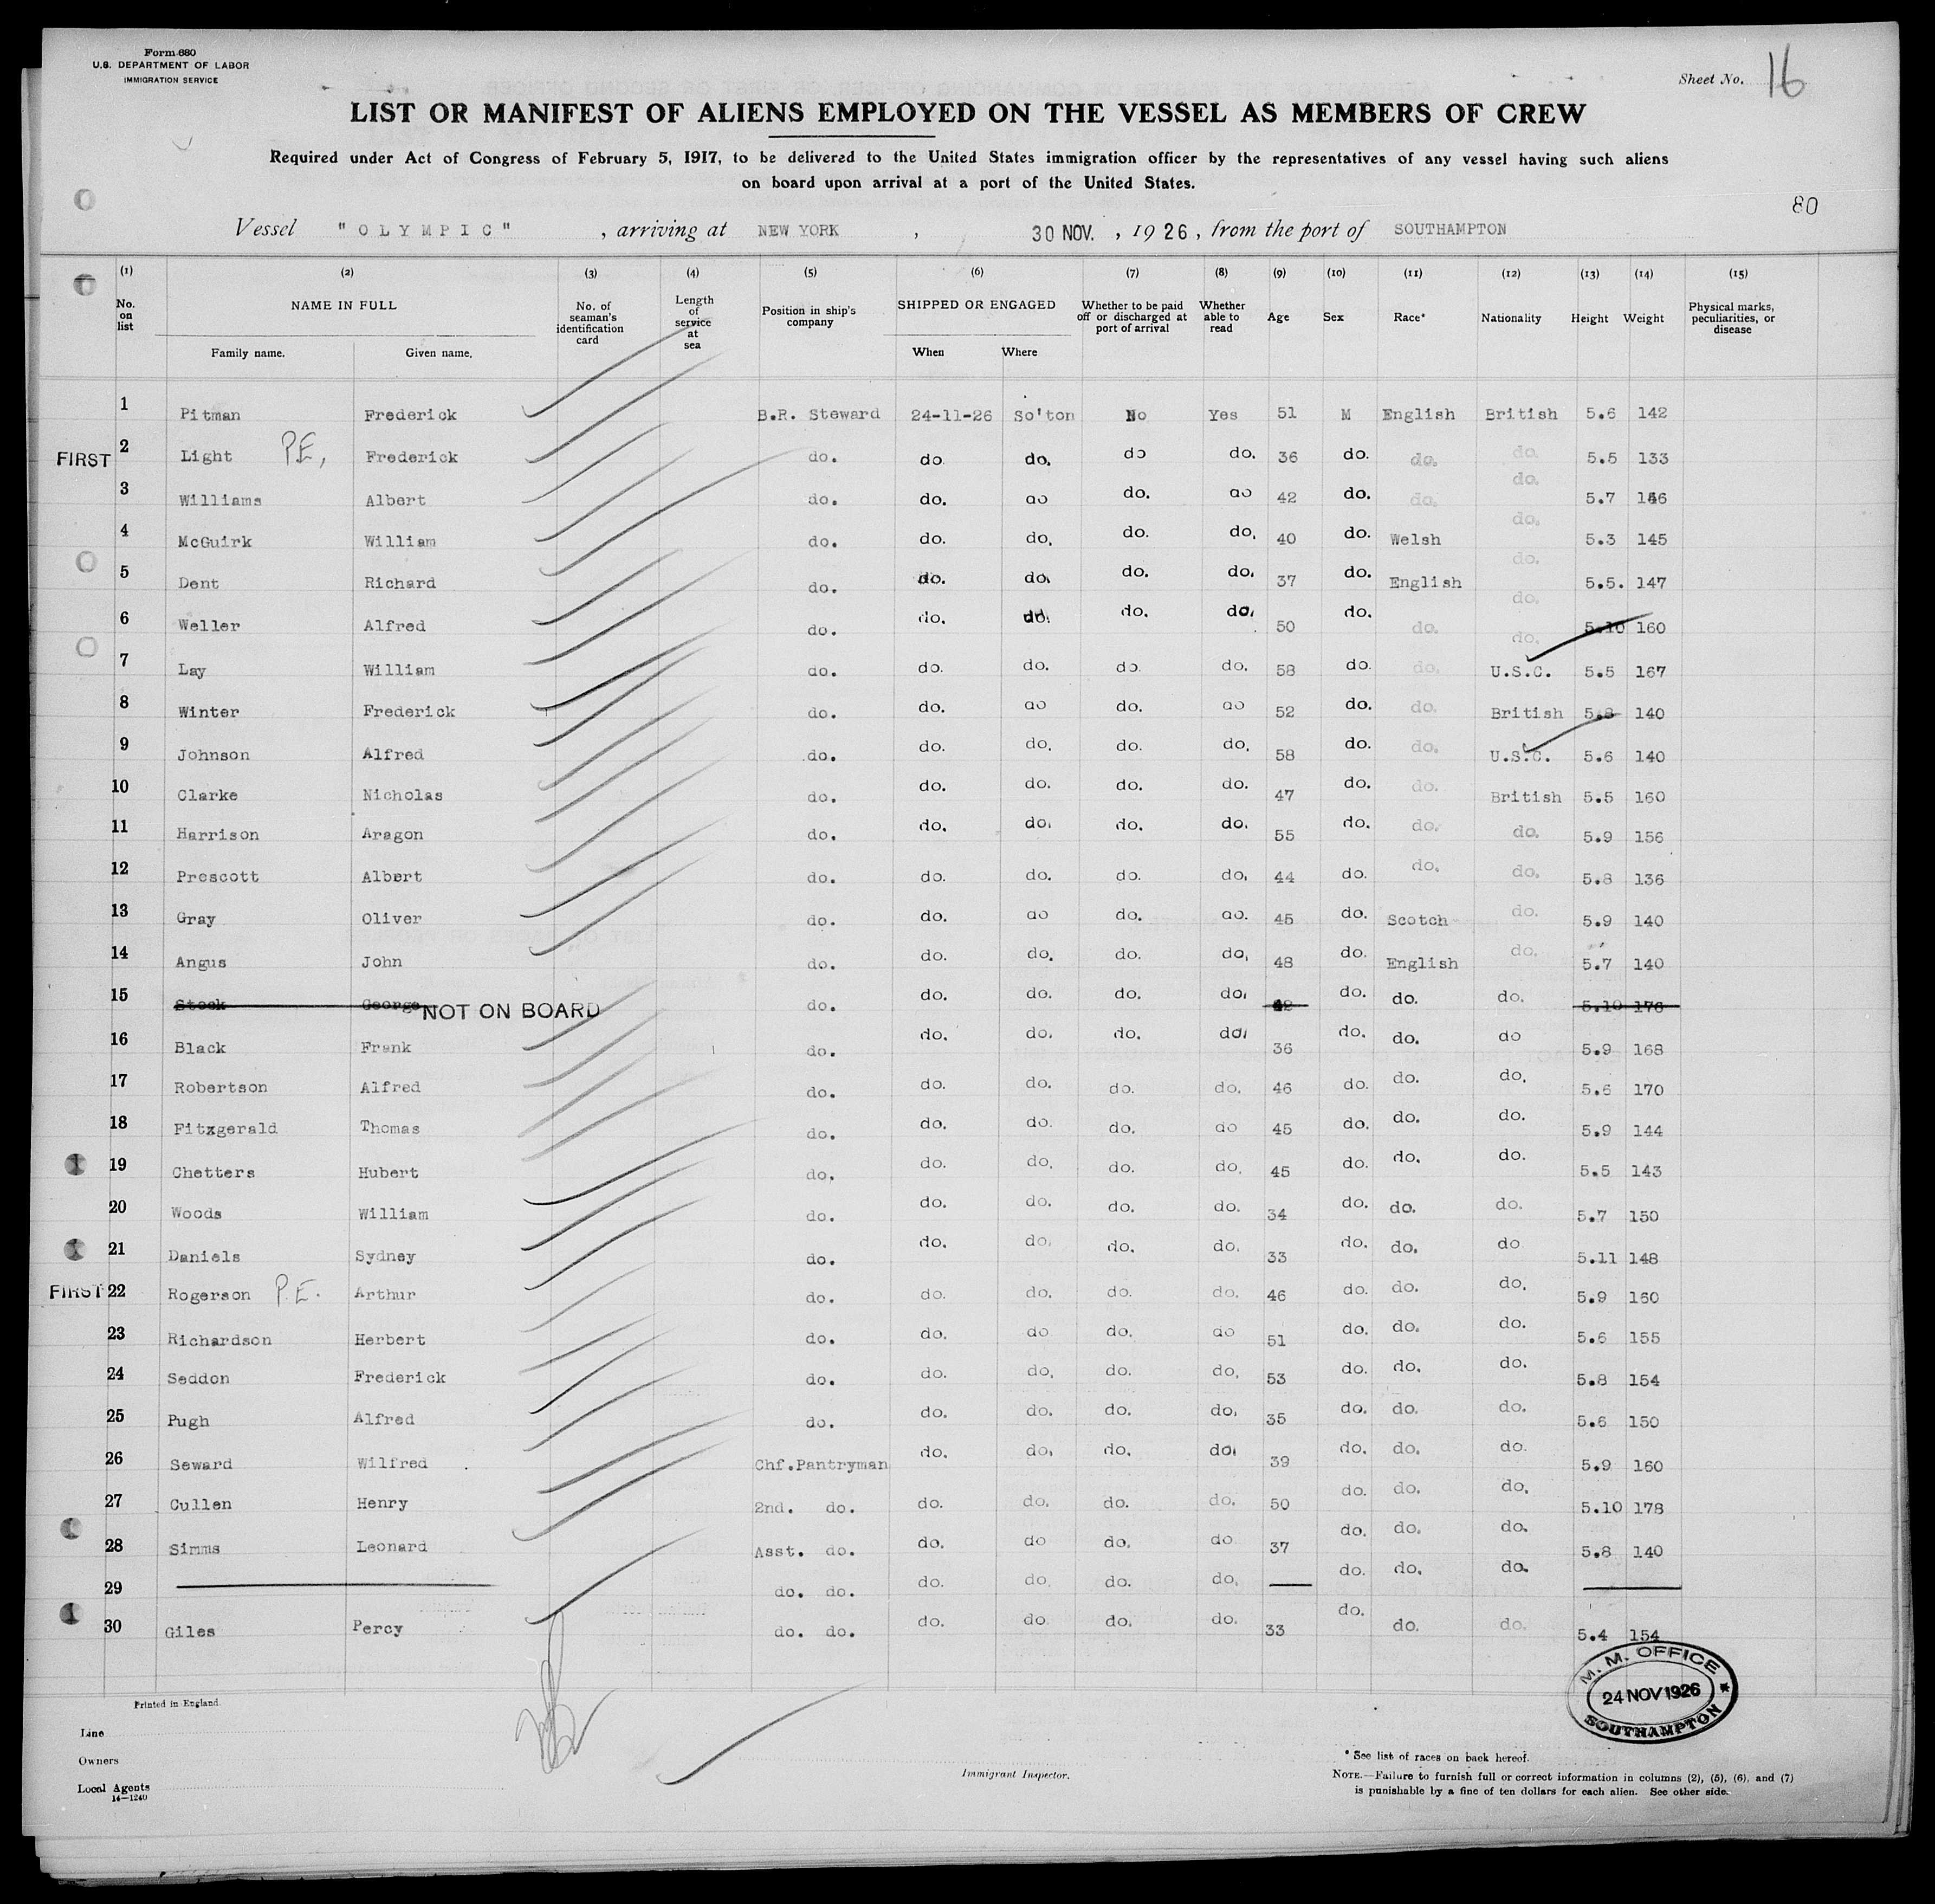 Form 680
U.S. DEPARTMENT OF LABOR
IMMIGRATION SERVICE
Sheet No. 16
LIST OR MANIFEST OF ALIENS EMPLOYED ON THE VESSEL AS MEMBERS OF CREW
Required under Act of Congress of February 5, 1917, to be delivered to the United States immigration officer by the representatives of any vessel having such aliens
on board upon arrival at a port of the United States.
80
Vessel "OLYMPIC" , arriving at NEW YORK , 30 NOV. , 1926, from the port of SOUTHAMPTON
(1) (2) (3) (4) (5) (6) (7) (8) (9) (10) (11) (12) (13) (14) (15)
No. on list NAME IN FULL No. of seaman's identification card Length of service at sea Position in ship's company SHIPPED OR ENGAGED Whether to be paid off or discharged at port of arrival Whether able to read Age Sex Race* Nationality Height Weight Physical marks, peculiarities, or disease
Family name. Given name. When Where
1 Pitman Frederick B.R. Steward 24-11-26 So'ton No Yes 51 M English British 5.6 142
FIRST 2 Light P.E, Frederick do. do. do. do do. 36 do. do. do. 5.5 133
3 Williams Albert do. do. do do. do 42 do. do. do. 5.7 146
4 McGuirk William do. do. do, do. do, 40 do. Welsh do. 5.3 145
5 Dent Richard do. do. do. do. do, 37 do. English do. 5.5. 147
6 Weller Alfred do. do. do. do. do, 50 do. do. do. 5.10 160
7 Lay William do. do. do. do. do. 58 do. do. do. U.S.C. 5.5 167
8 Winter Frederick do. do. do do. do 52 do. do. British 5.8 140
9 Johnson Alfred do. do. do. do. do, 58 do. do. U.S.C. 5.6 140
10 Clarke Nicholas do. do. do. do. do. 47 do. do. British 5.5 160
11 Harrison Aragon do. do. do. do. do. 55 do. do. do. 5.9 156
12 Prescott Albert do. do. do. do. do, 44 do. do. do. 5.8 136
13 Gray Oliver do. do. do do. do. 45 do. Scotch do. 5.9 140
14 Angus John do. do. do. do. do, 48 do. English do. 5.7 140
15 Stock George NOT ON BOARD do. do. do. do. do, do. do. do. 5.10 176
16 Black Frank do. do. do, do. do, 36 do. do. do 5.9 168
17 Robertson Alfred do. do. do. do. do, 46 do. do. do. 5.6 170
18 Fitzgerald Thomas do. do. do. do. do 45 do. do. do. 5.9 144
19 Chetters Hubert do. do. do, do. do, 45 do. do. do. 5.5 143
20 Woods William do. do. do. do. do. 34 do. do. do. 5.7 150
21 Daniels Sydney do. do. do, do. do. 33 do. do. do 5.11 148
FIRST 22 Rogerson P.E. Arthur do. do. do, do. do. 46 do. do. do. 5.9 160
23 Richardson Herbert do. do. do do. do 51 do. do. do. 5.6 155
24 Seddon Frederick do. do. do, do. do, 53 do. do. do. 5.8 154
25 Pugh Alfred do. do. do. do. do, 35 do. do. do. 5.6 150
26 Seward Wilfred Chf.Pantryman do. do, do. do, 39 do. do. do. 5.9 160
27 Cullen Henry 2nd. do. do. do. do. do. 50 do. do. do. 5.10 178
28 Simms Leonard Asst. do. do. do do. do 37 do. do. do. 5.8 140
29 do. do. do. do. do. do, do. do. do.
30 Giles Percy do. do. do. do do. do. 33 do. do. do. 5.4 154
M. M. OFFICE
24 NOV 1926
SOUTHAMPTON
Printed in England.
Line
Owners
Local Agents
14—1240
Immigrant Inspector.
* See list of races on back hereof.
NOTE.—Failure to furnish full or correct information in columns (2), (5), (6), and (7)
is punishable by a fine of ten dollars for each alien. See other side.